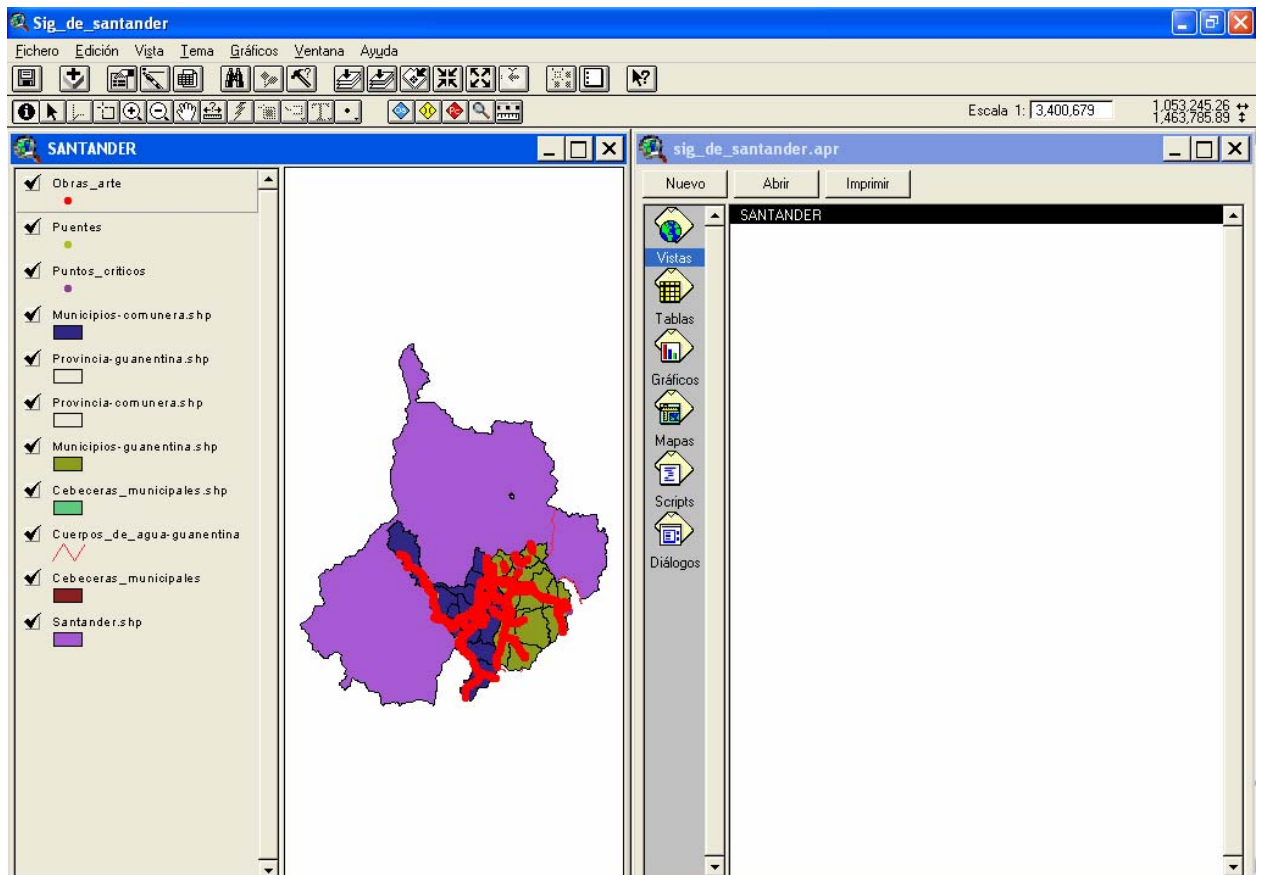 Sig_de_santander
Fichero Edición Vista Tema Gráficos Ventana Ayuda
Escala 1: 3,400,679
1,053,245.26
1,463,785.89
SANTANDER
Obras_arte
Puentes
Puntos_criticos
Municipios-comunera.shp
Provincia-guanentina.shp
Provincia-comunera.shp
Municipios-guanentina.shp
Cebeceras_municipales.shp
Cuerpos_de_agua-guanentina
Cebeceras_municipales
Santander.shp
sig_de_santander.apr
Nuevo Abrir Imprimir
SANTANDER
Vistas
Tablas
Gráficos
Mapas
Scripts
Diálogos